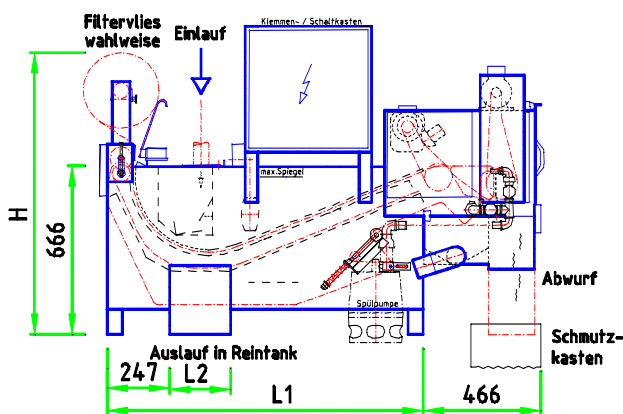 Filtervlies
wahlweise
Einlauf
Klemmen- / Schaltkasten
max.Spiegel
H
666
Abwurf
Spülpumpe
Schmutz-
kasten
Auslauf in Reintank
247
L2
L1
466